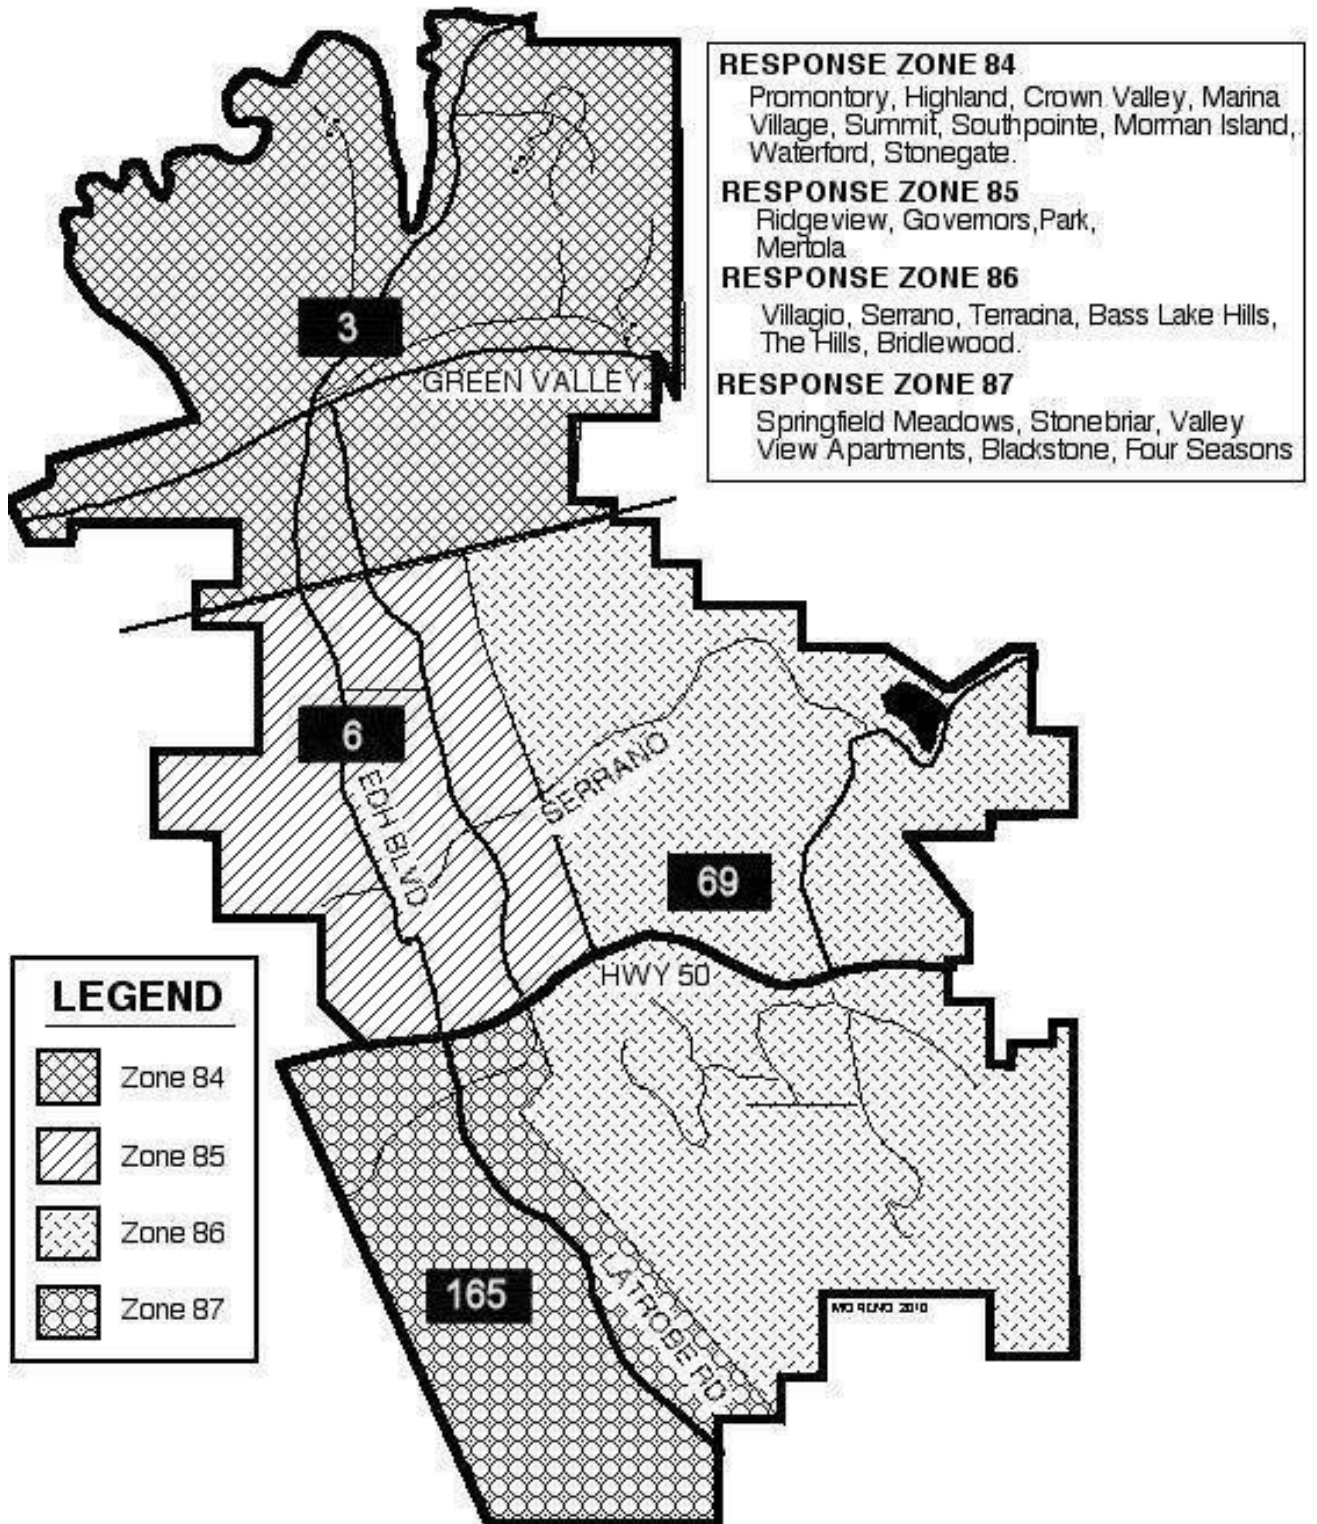 RESPONSE ZONE 84
Promontory, Highland, Crown Valley, Marina
Village, Summit, Southpointe, Morman Island,
Waterford, Stonegate.
RESPONSE ZONE 85
Ridgeview, Governors,Park,
Mertola
RESPONSE ZONE 86
Villagio, Serrano, Terracina, Bass Lake Hills,
The Hills, Bridlewood.
RESPONSE ZONE 87
Springfield Meadows, Stonebriar, Valley
View Apartments, Blackstone, Four Seasons
3
GREEN VALLEY
6
EDH BLVD
SERRANO
69
HWY 50
LEGEND
Zone 84
Zone 85
Zone 86
Zone 87
165
LATROBE RD
MORENO 2010